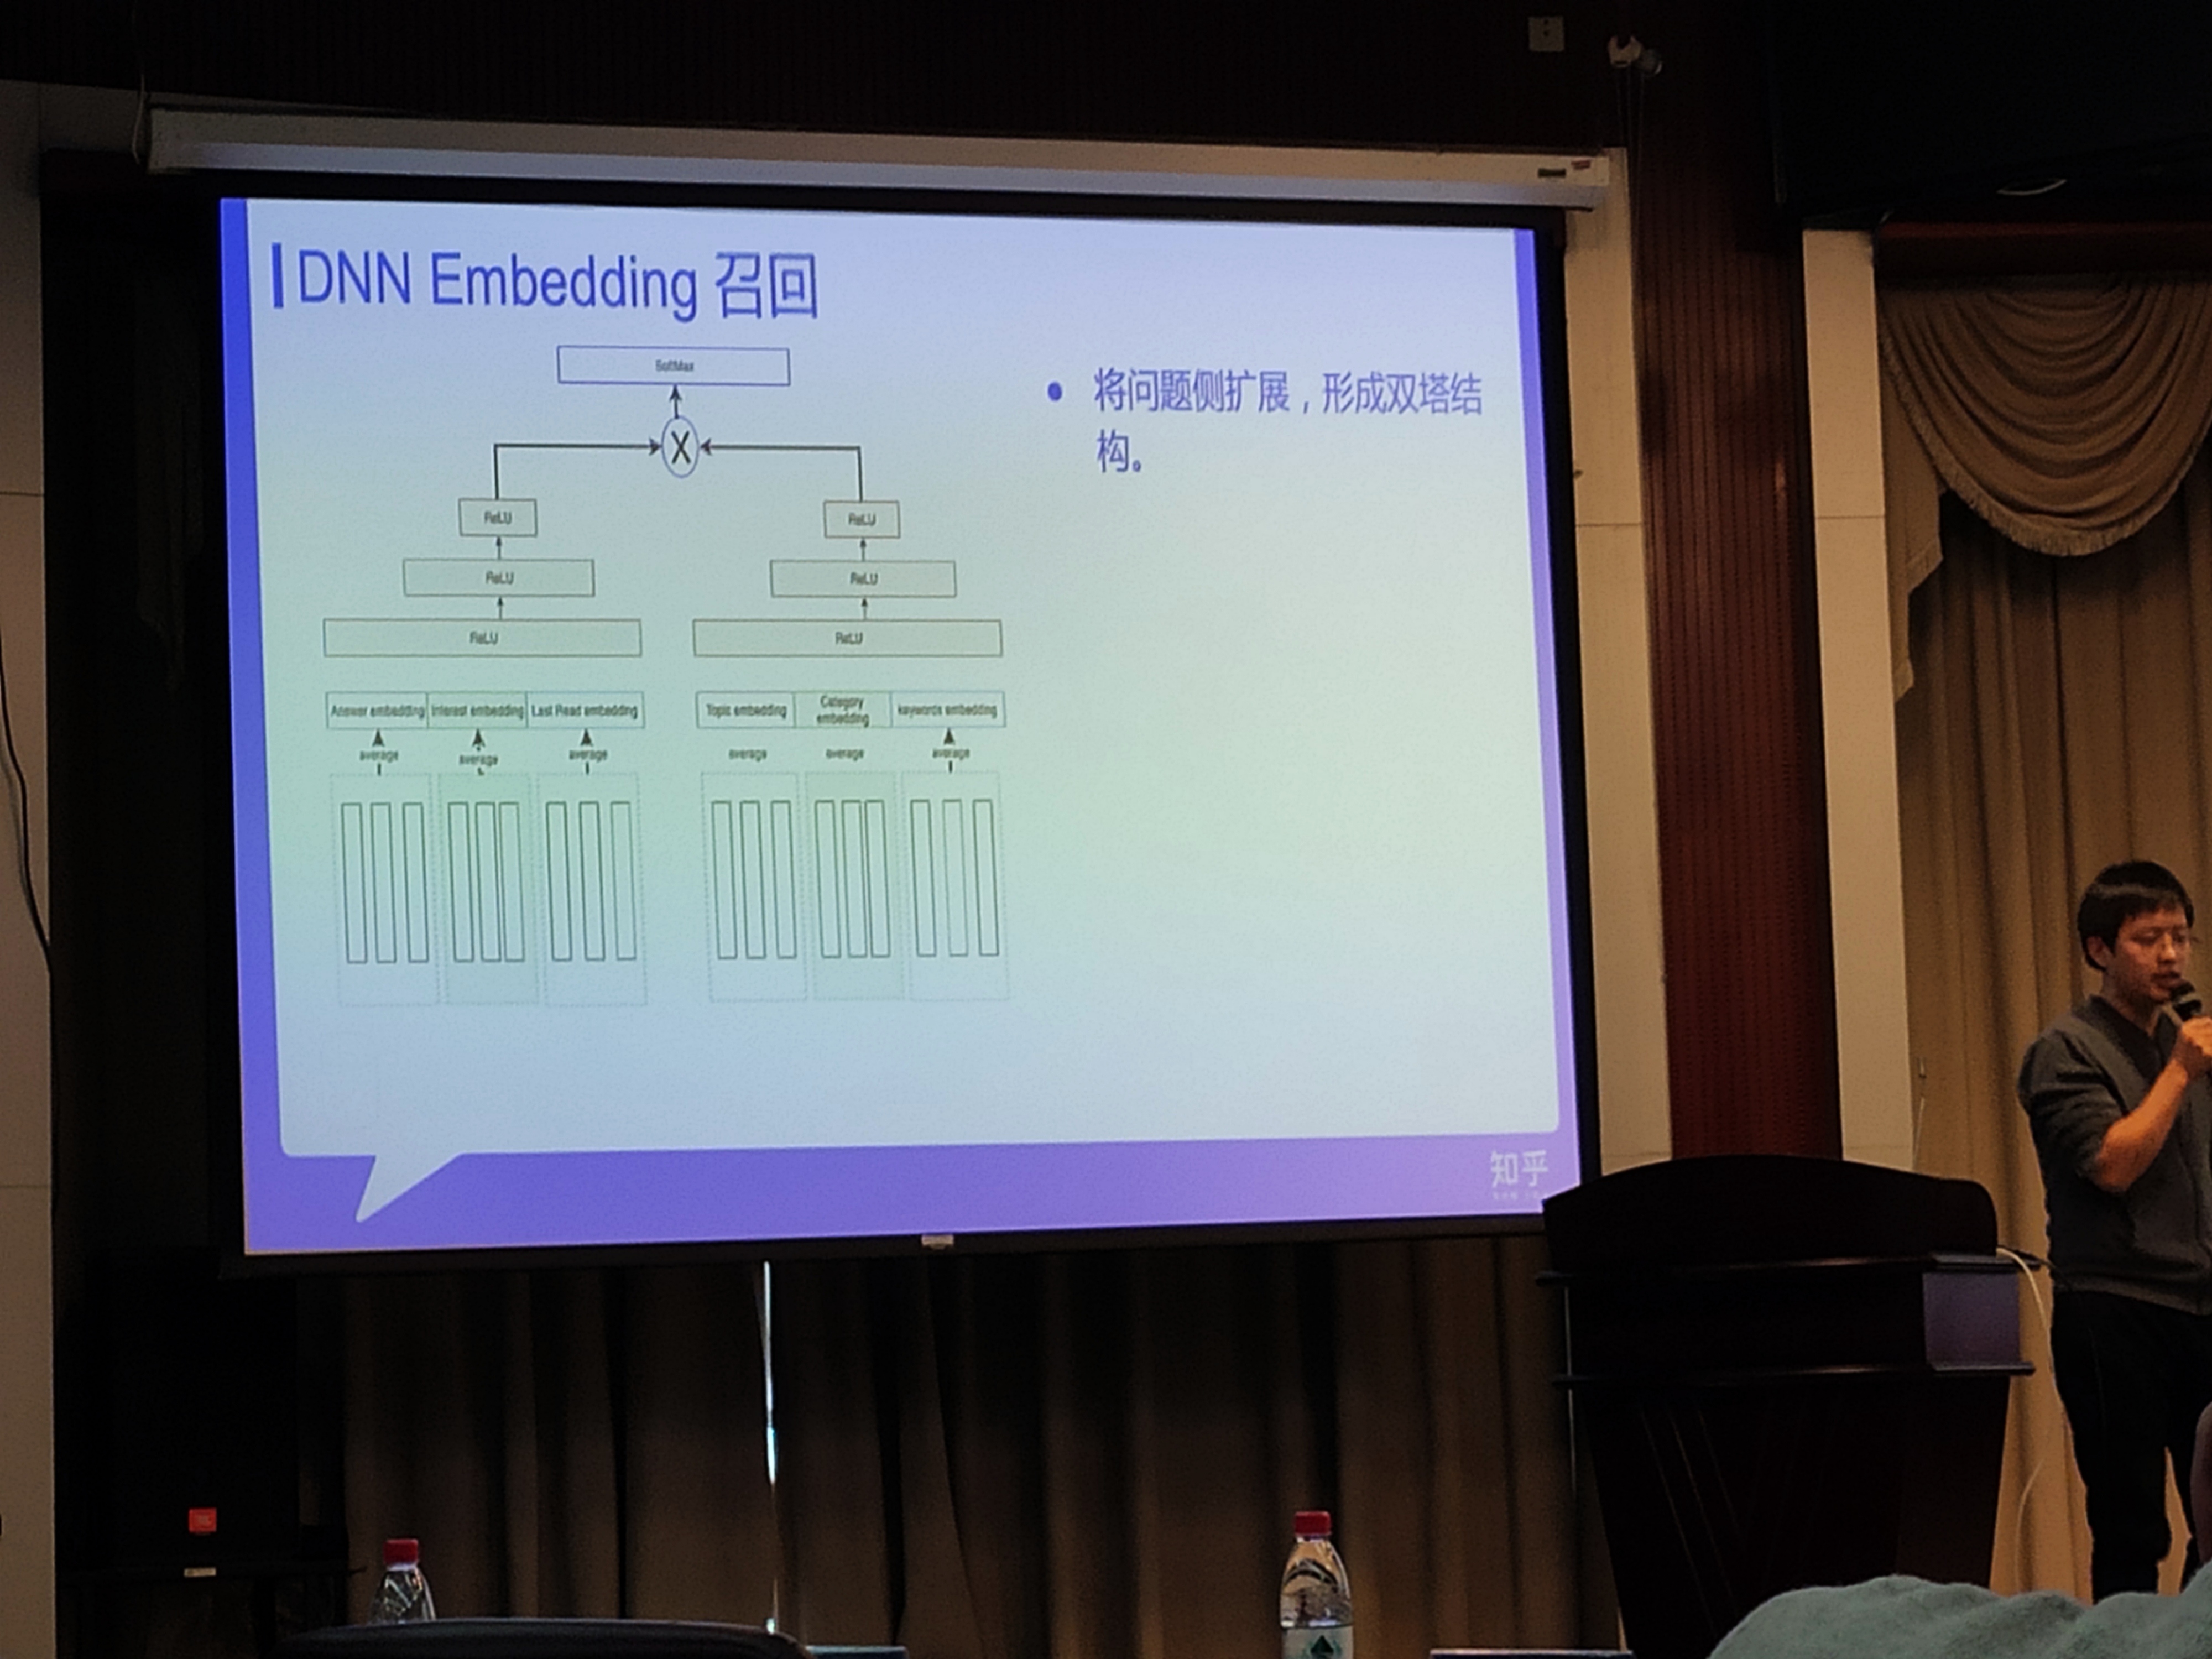 DNN Embedding 召回
SoftMax
X
ReLU
ReLU
ReLU
ReLU
ReLU
ReLU
Answer embedding Interest embedding Last Read embedding
Topic embedding Category embedding keywords embedding
average average average
average average average
将问题侧扩展，形成双塔结
构。
知乎
JBL